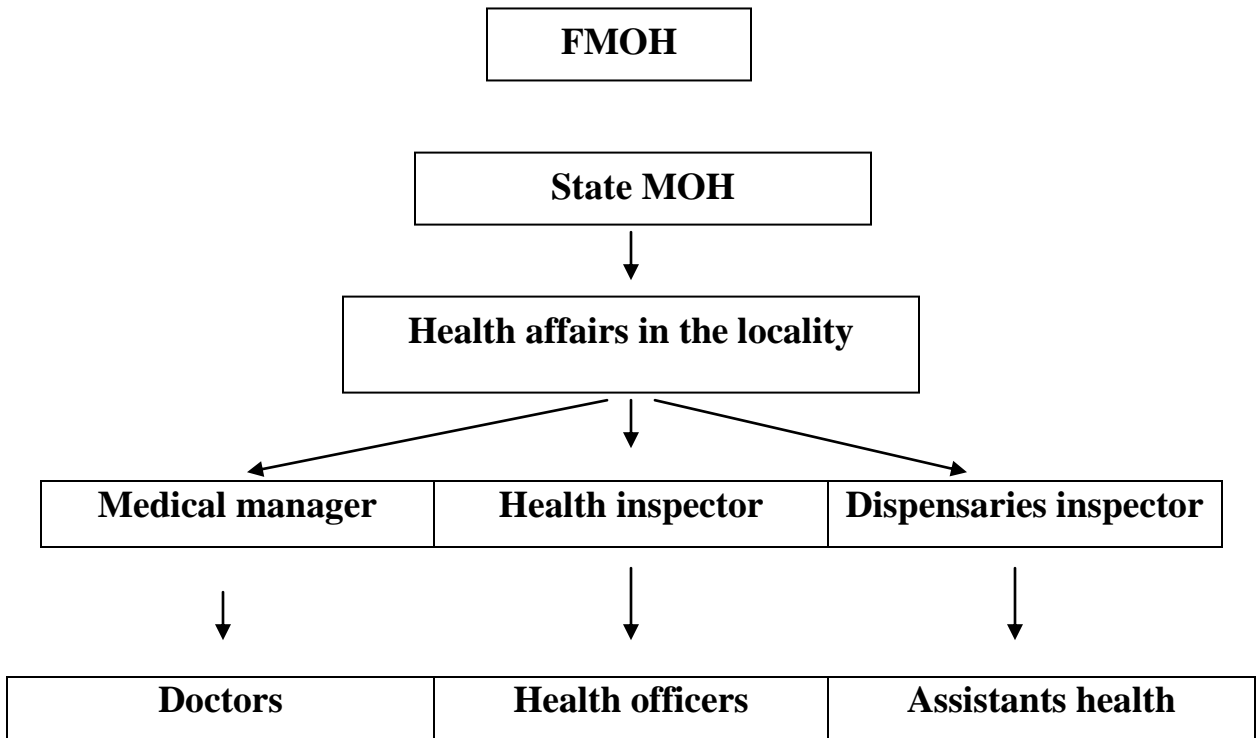 FMOH
State MOH
Health affairs in the locality
Medical manager
Health inspector
Dispensaries inspector
Doctors
Health officers
Assistants health